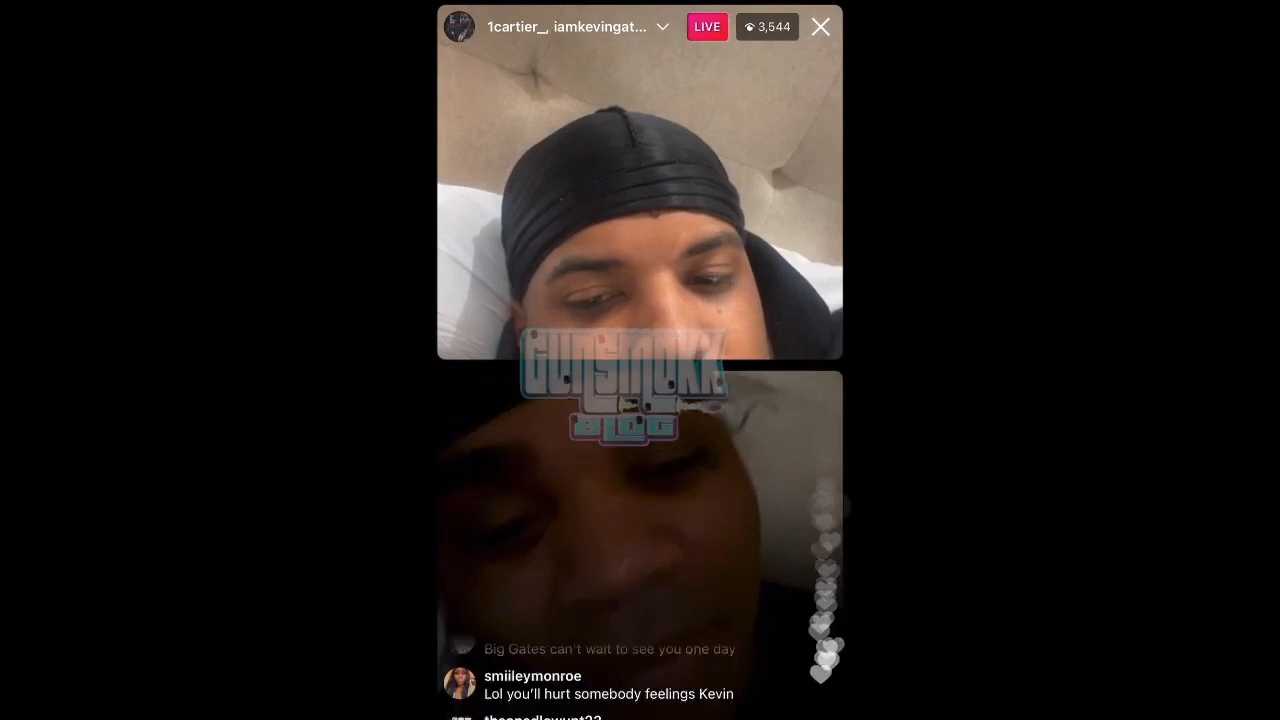 1cartier_, iamkevingat...
LIVE
3,544
GUNSMOKK
BLOG
Big Gates can't wait to see you one day
smiileymonroe
Lol you'll hurt somebody feelings Kevin